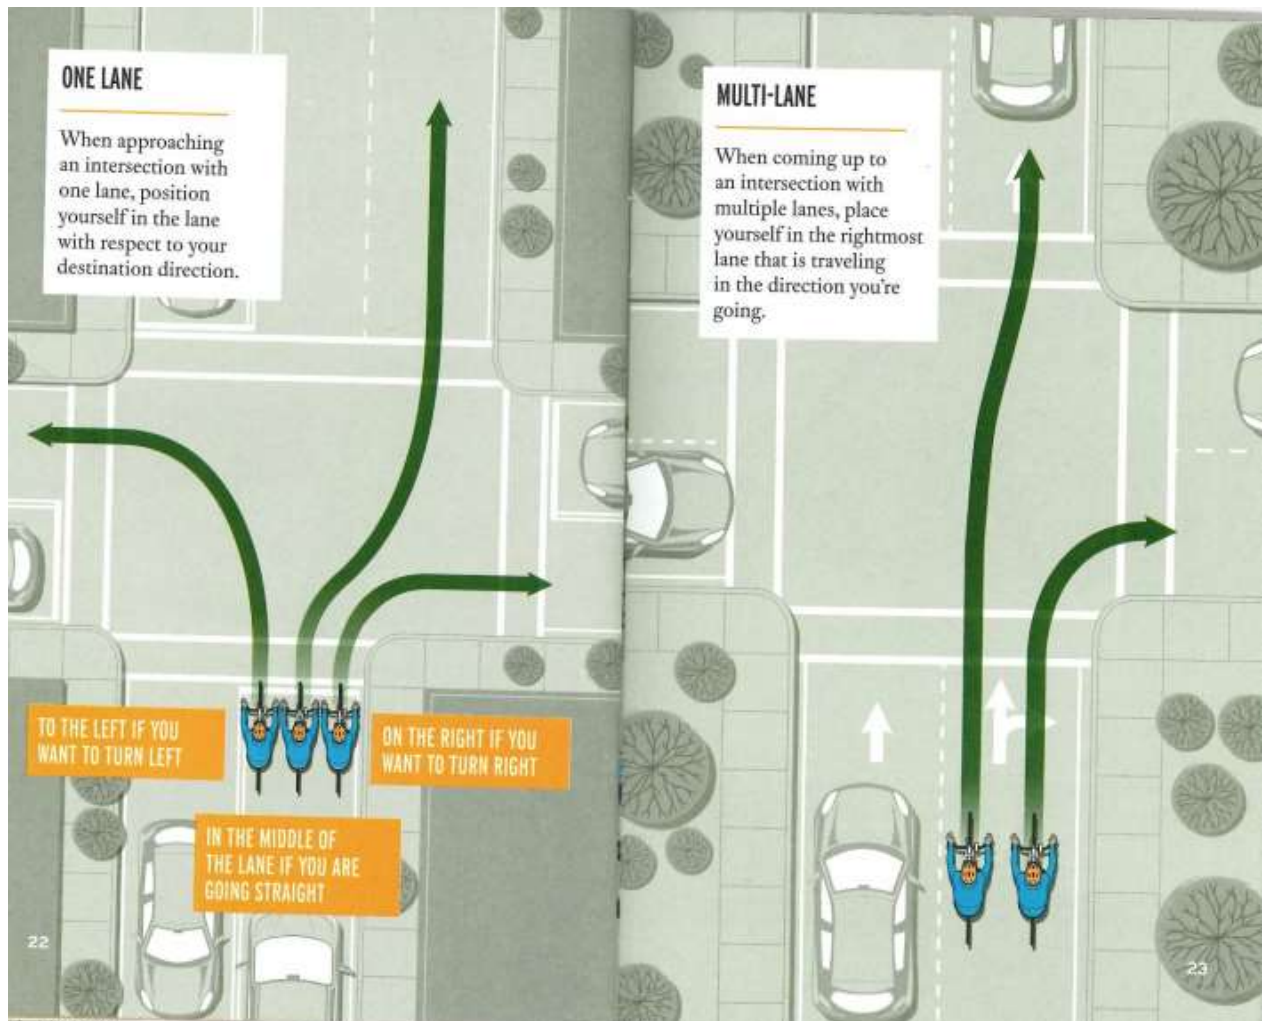 ONE LANE
When approaching
an intersection with
one lane, position
yourself in the lane
with respect to your
destination direction.
TO THE LEFT IF YOU
WANT TO TURN LEFT
ON THE RIGHT IF YOU
WANT TO TURN RIGHT
IN THE MIDDLE OF
THE LANE IF YOU ARE
GOING STRAIGHT
22
MULTI-LANE
When coming up to
an intersection with
multiple lanes, place
yourself in the rightmost
lane that is traveling
in the direction you're
going.
23